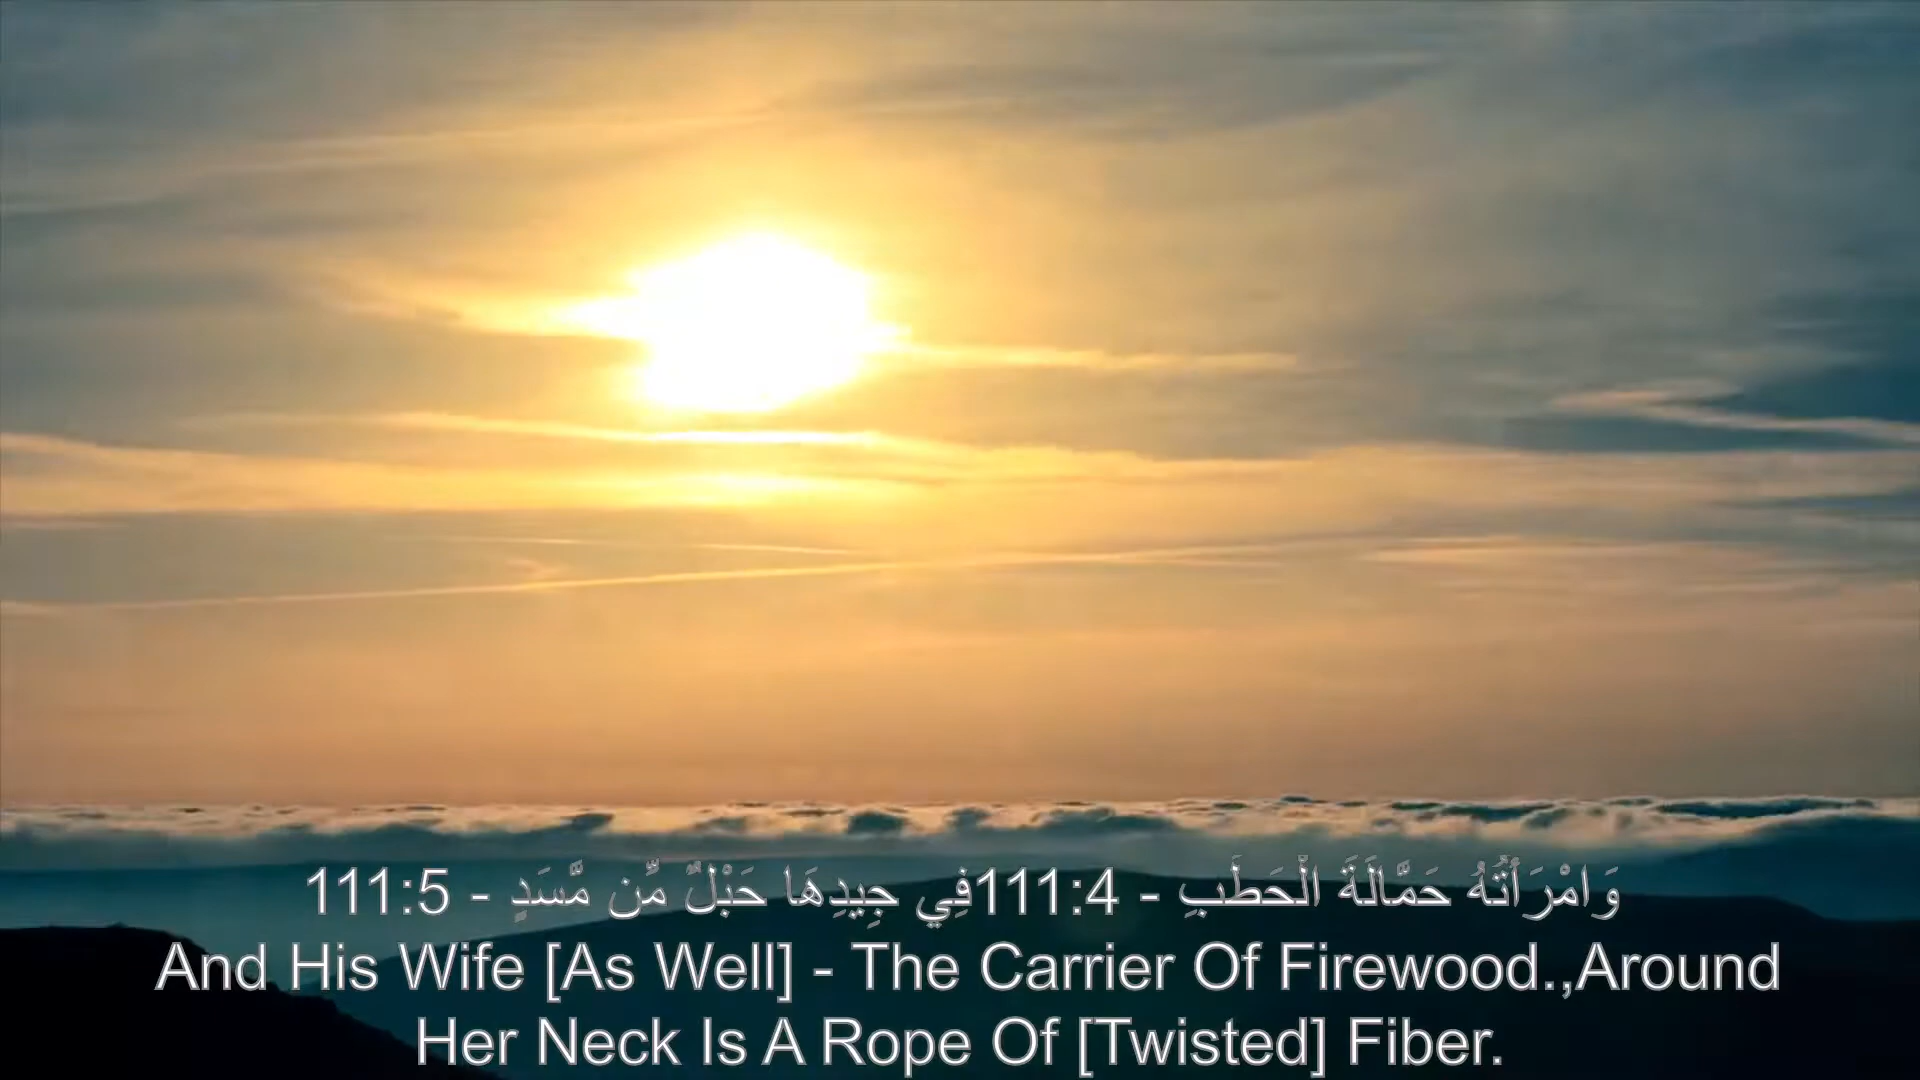 وَامْرَأَتُهُ حَمَّالَةَ الْحَطَبِ - 111:4فِي جِيدِهَا حَبْلٌ مِّن مَّسَدٍ - 111:5
And His Wife [As Well] - The Carrier Of Firewood.,Around
Her Neck Is A Rope Of [Twisted] Fiber.